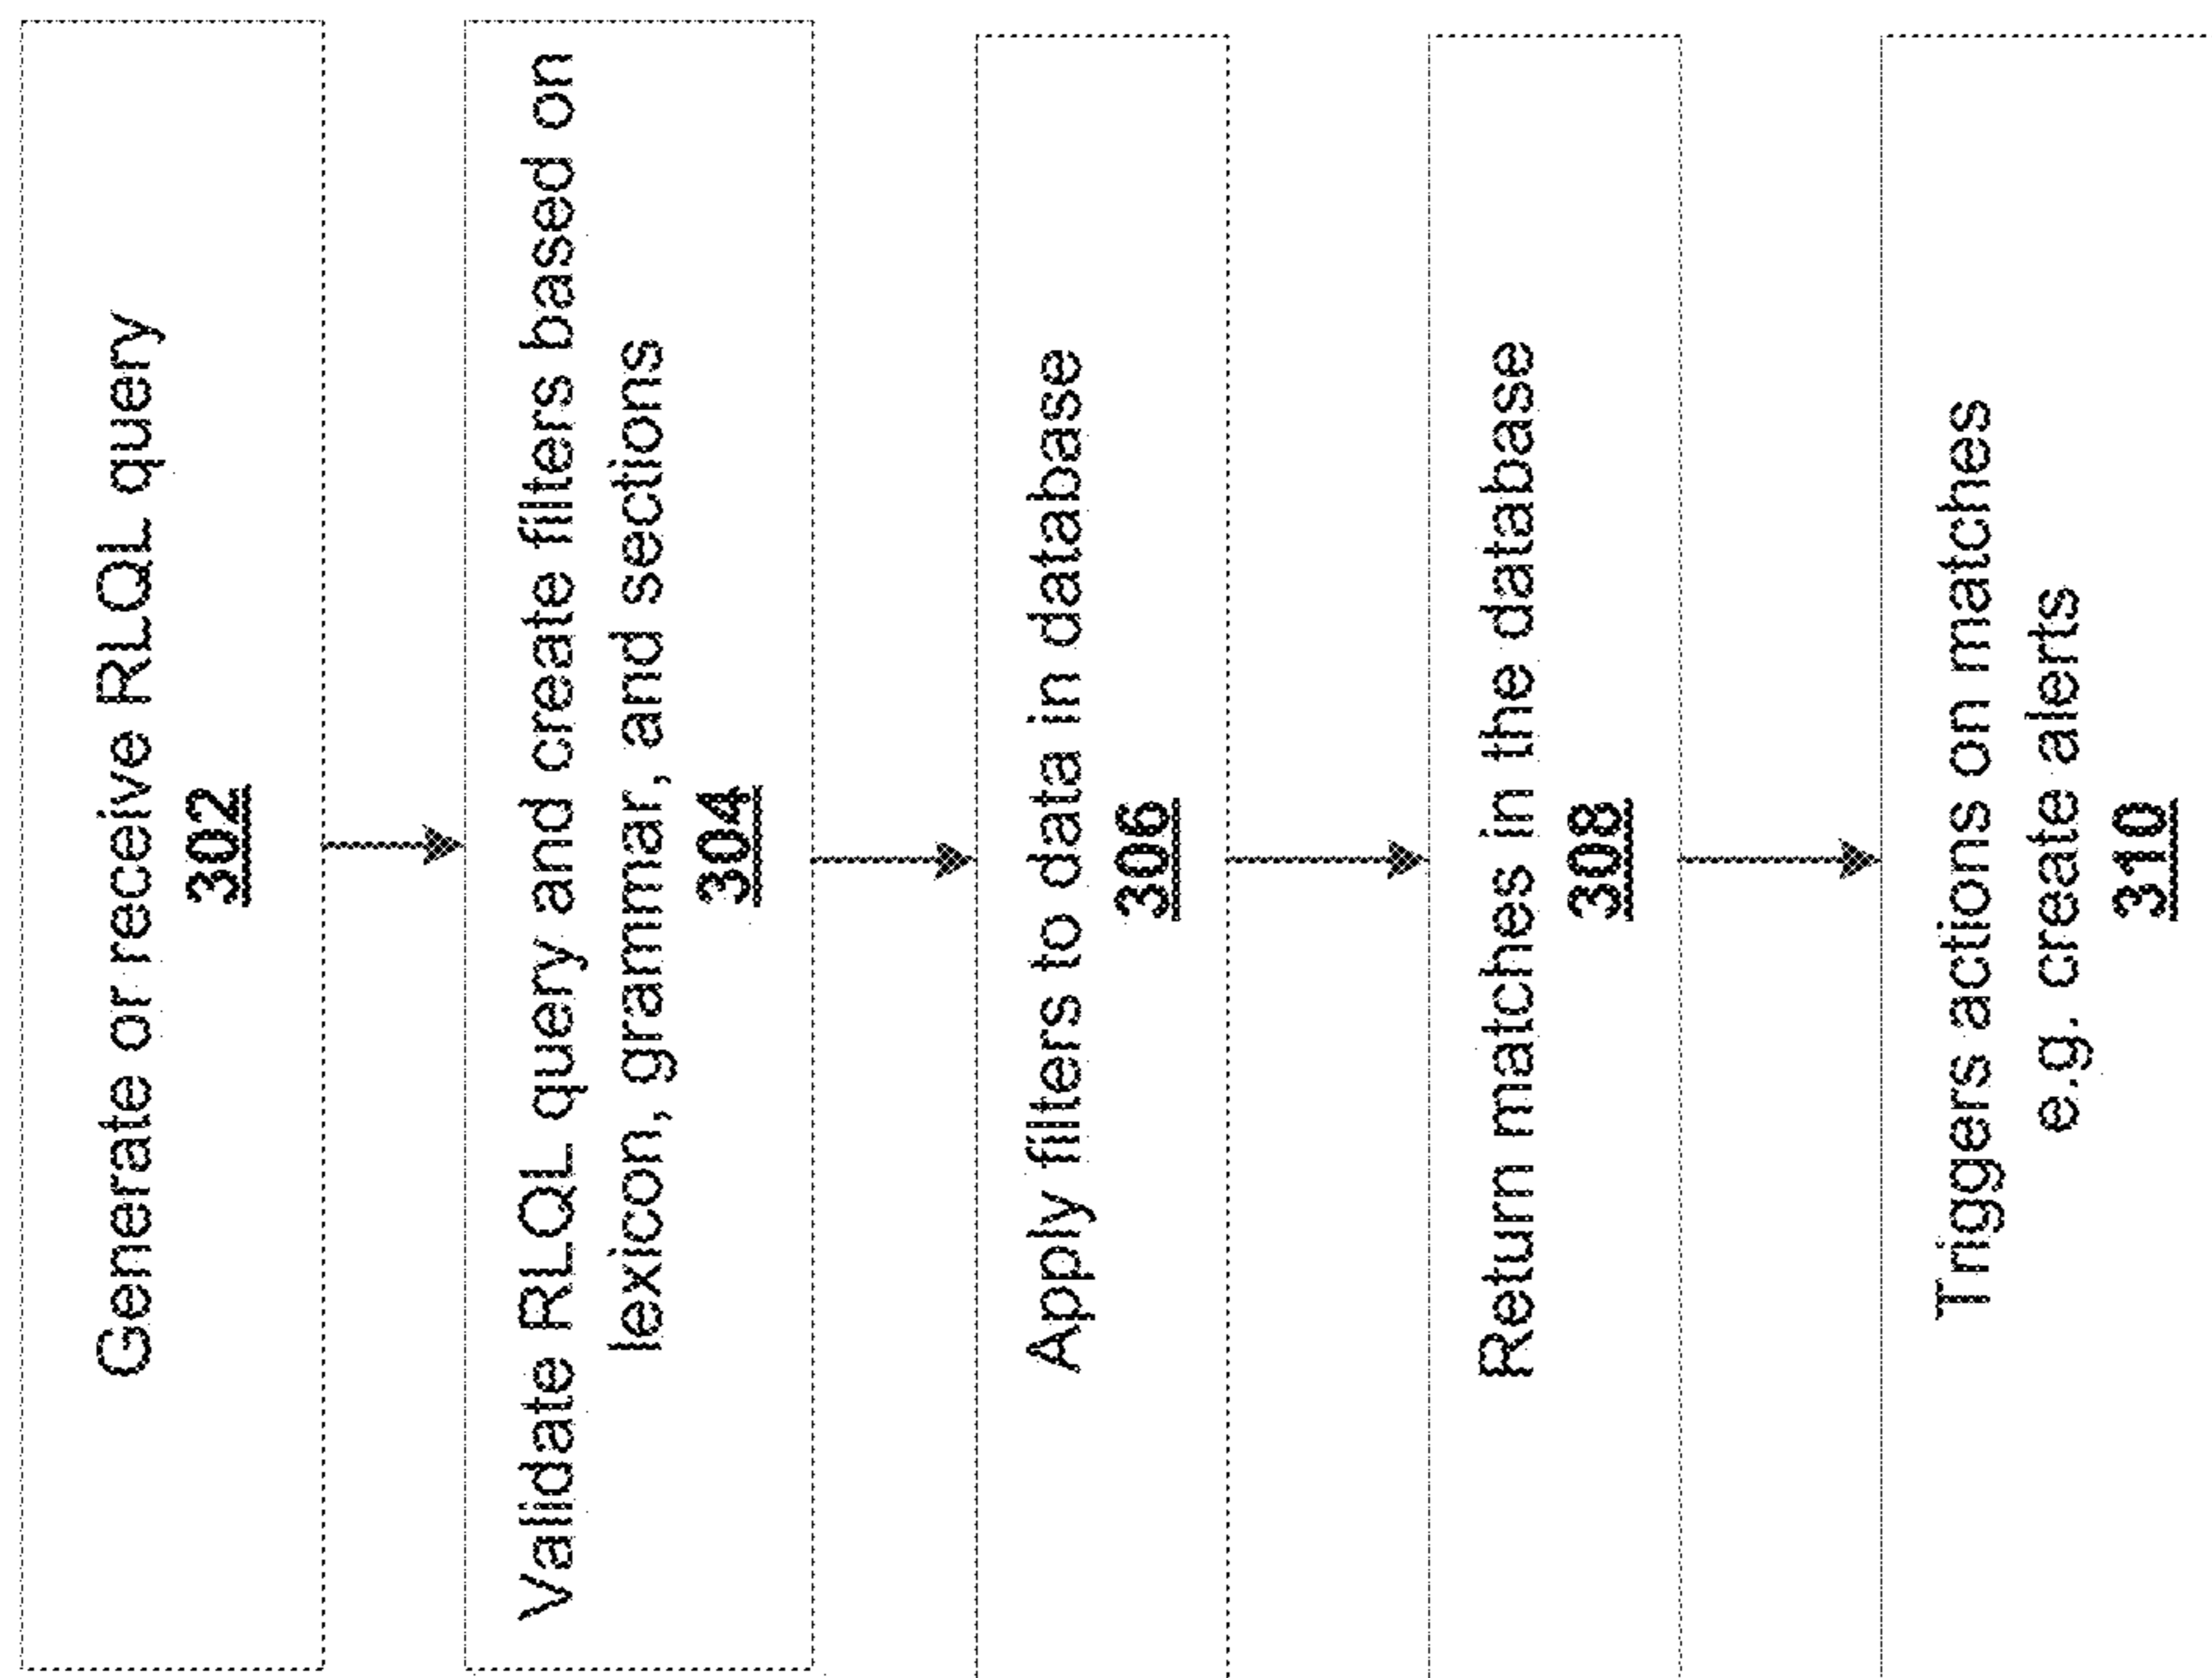 Generate or receive RLQL query
302
Validate RLQL query and create filters based on
lexicon, grammar, and sections
304
Apply filters to data in database
306
Return matches in the database
308
Triggers actions on matches
e.g. create alerts
310